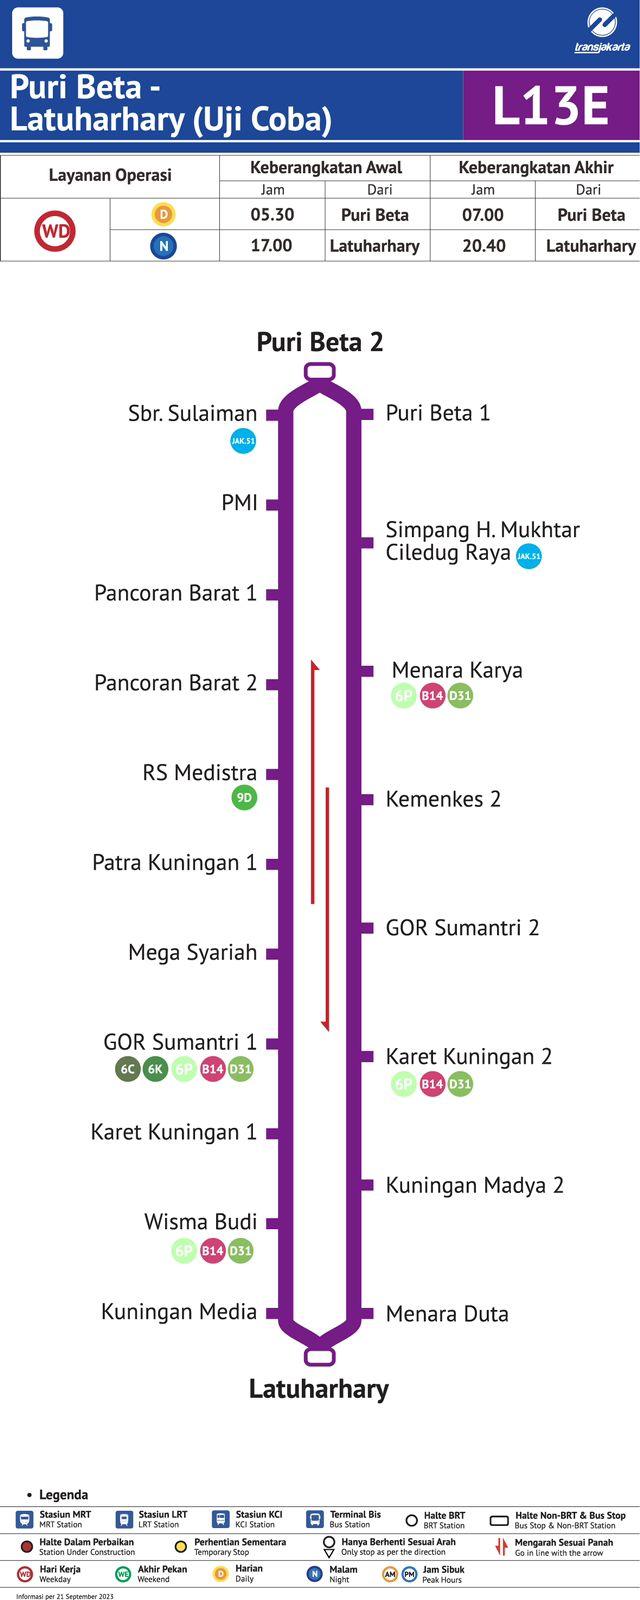 transjakarta
Puri Beta -
Latuharhary (Uji Coba)
L13E
Layanan Operasi
Keberangkatan Awal
Keberangkatan Akhir
Jam
Dari
Jam
Dari
WD
D
05.30
Puri Beta
07.00
Puri Beta
N
17.00
Latuharhary
20.40
Latuharhary
Puri Beta 2
Sbr. Sulaiman
JAK.51
Puri Beta 1
PMI
Simpang H. Mukhtar
Ciledug Raya JAK.51
Pancoran Barat 1
Pancoran Barat 2
Menara Karya
6P B14 D31
RS Medistra
9D
Kemenkes 2
Patra Kuningan 1
Mega Syariah
GOR Sumantri 2
GOR Sumantri 1
6C 6K 6P B14 D31
Karet Kuningan 2
6P B14 D31
Karet Kuningan 1
Kuningan Madya 2
Wisma Budi
6P B14 D31
Kuningan Media
Menara Duta
Latuharhary
• Legenda
Stasiun MRT
MRT Station
Stasiun LRT
LRT Station
Stasiun KCI
KCI Station
Terminal Bis
Bus Station
Halte BRT
BRT Station
Halte Non-BRT & Bus Stop
Bus Stop & Non-BRT Station
Halte Dalam Perbaikan
Station Under Construction
Perhentian Sementara
Temporary Stop
Hanya Berhenti Sesuai Arah
Only stop as per the direction
Mengarah Sesuai Panah
Go in line with the arrow
WD
Hari Kerja
Weekday
WE
Akhir Pekan
Weekend
D
Harian
Daily
N
Malam
Night
AM PM
Jam Sibuk
Peak Hours
Informasi per 21 September 2023